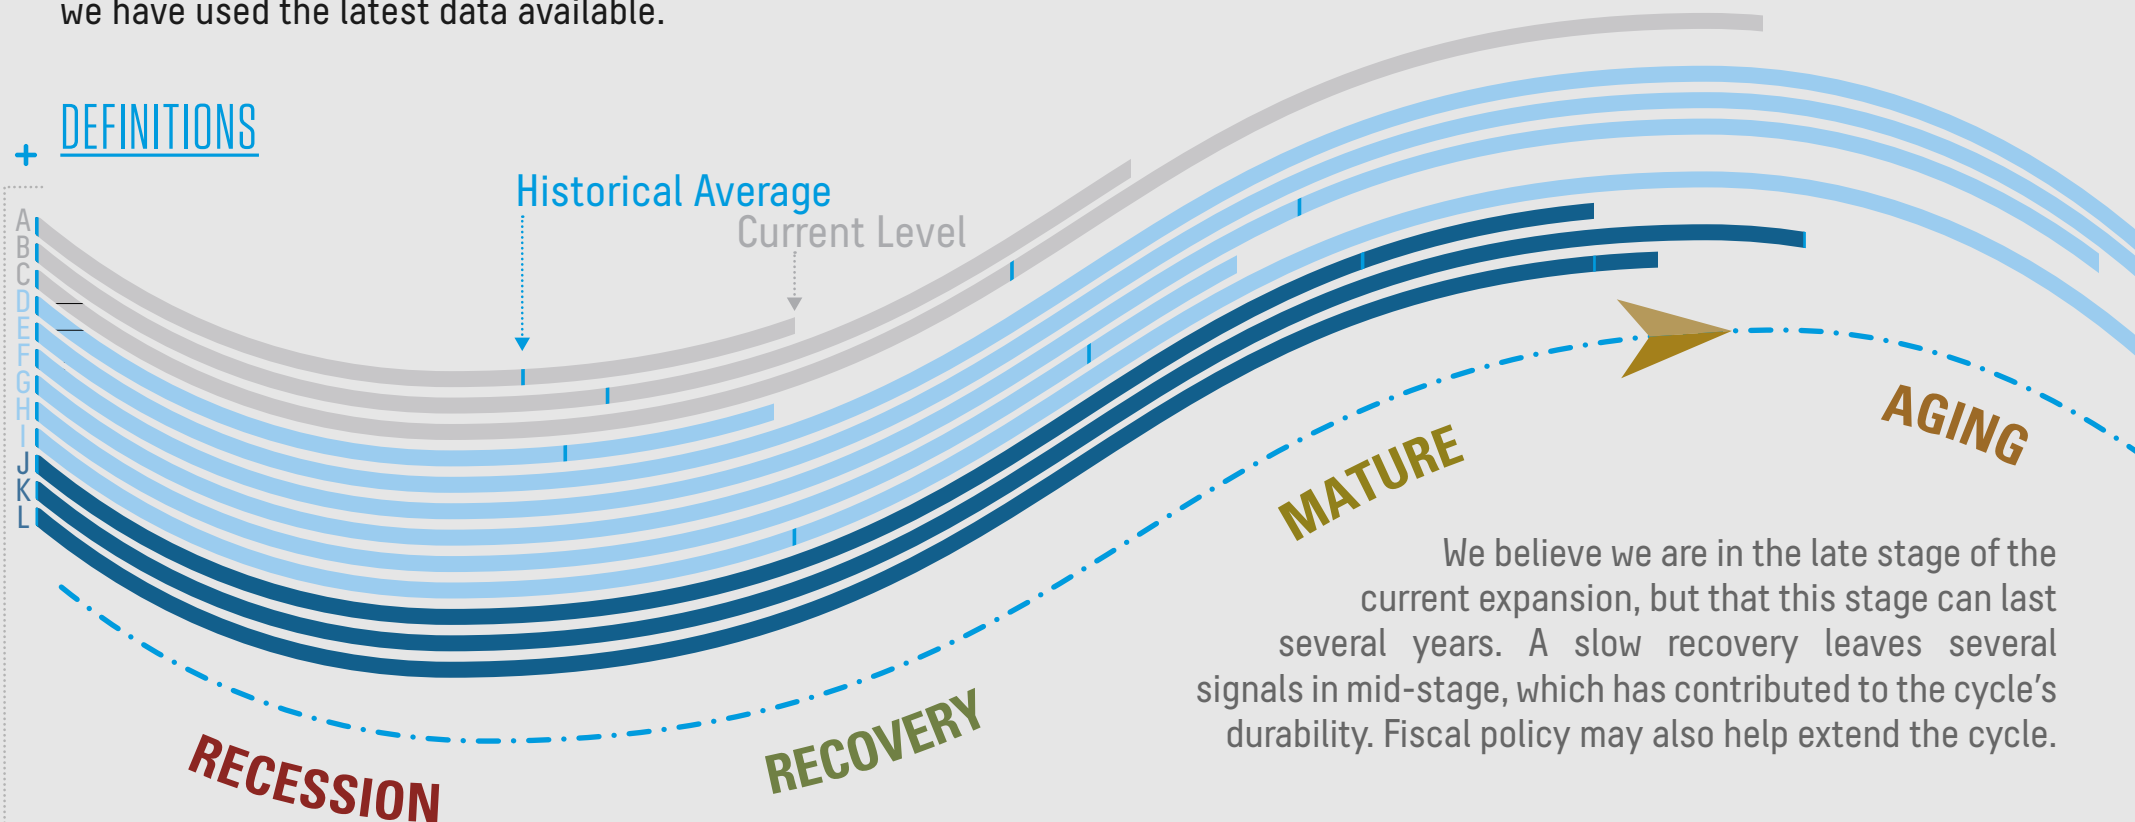 we have used the latest data available.
DEFINITIONS
+
Historical Average
Current Level
A
B
C
D
E
F
G
H
I
J
K
L
RECESSION
RECOVERY
MATURE
AGING
We believe we are in the late stage of the
current expansion, but that this stage can last
several years. A slow recovery leaves several
signals in mid-stage, which has contributed to the cycle's
durability. Fiscal policy may also help extend the cycle.